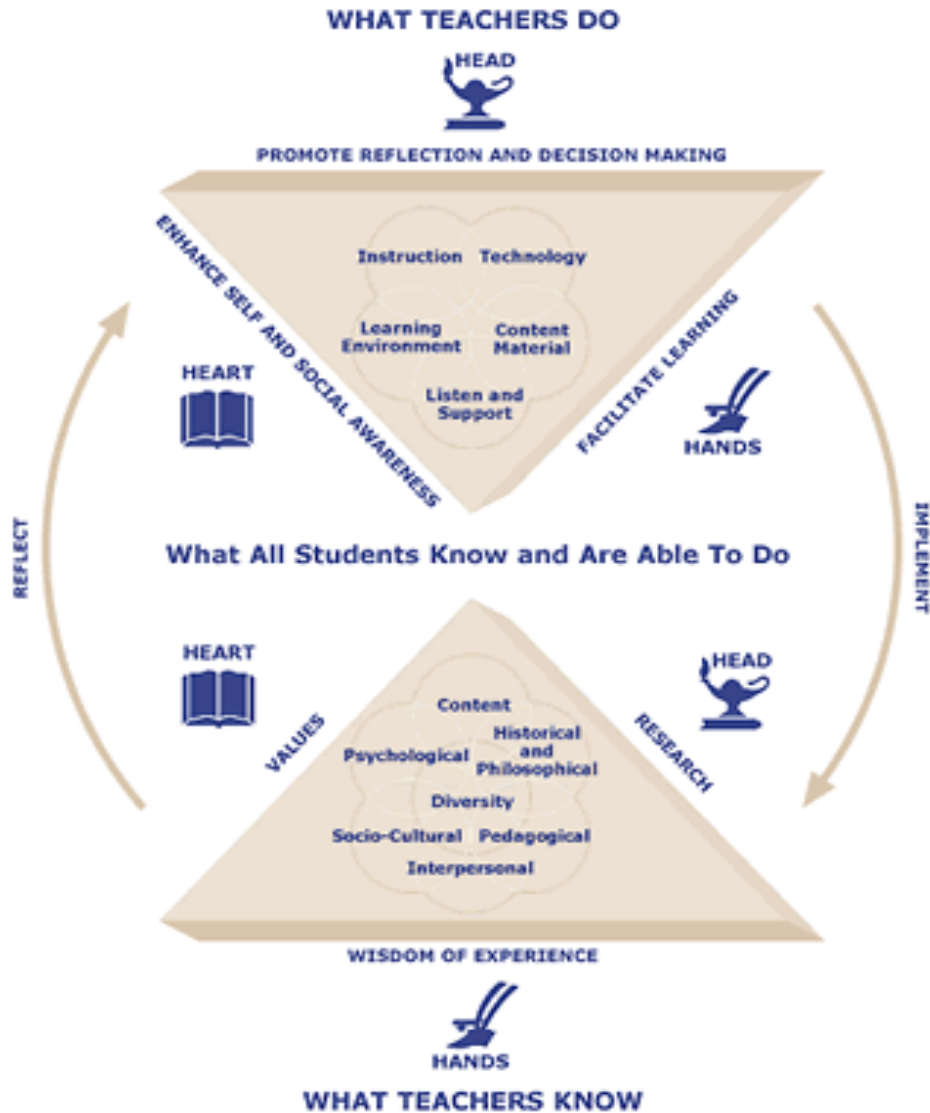 WHAT TEACHERS DO
HEAD
PROMOTE REFLECTION AND DECISION MAKING
ENHANCE SELF AND SOCIAL AWARENESS
Instruction
Technology
Learning
Environment
Content
Material
Listen and
Support
FACILITATE LEARNING
HEART
HANDS
REFLECT
What All Students Know and Are Able To Do
IMPLEMENT
HEART
HEAD
VALUES
Content
Psychological
Historical
and
Philosophical
Diversity
Socio-Cultural
Pedagogical
Interpersonal
RESEARCH
WISDOM OF EXPERIENCE
HANDS
WHAT TEACHERS KNOW